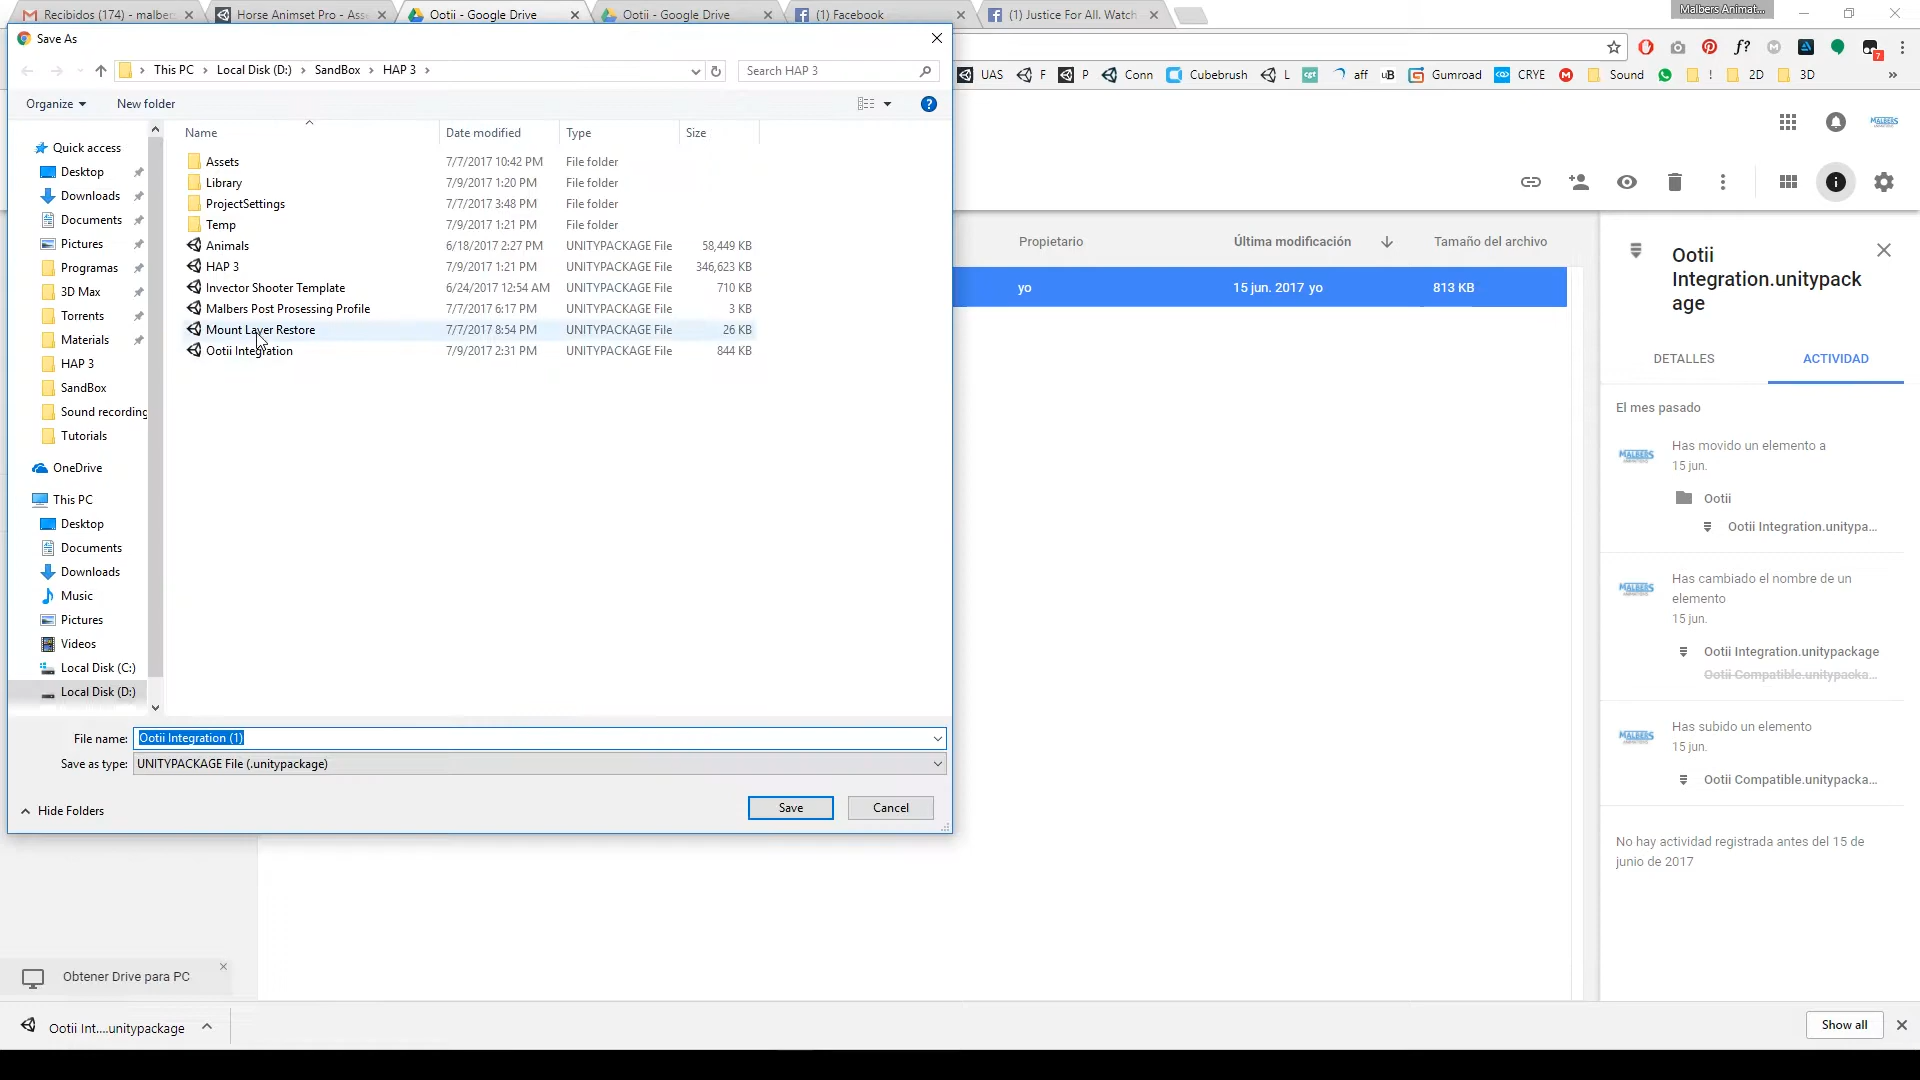 Recibidos (174) - malber
Horse Animset Pro - Ass
Ootii - Google Drive
Ootii - Google Drive
(1) Facebook
(1) Justice For All. Watch
Malbers Animat...
Save As
This PC
Local Disk (D:)
SandBox
HAP 3
Search HAP 3
UAS
F
P
Conn
Cubebrush
L
cgt
aff
uB
Gumroad
CRYE
Sound
!
2D
3D
»
7
f?
Organize
New folder
?
Name
Date modified
Type
Size
Quick access
Desktop
Downloads
Documents
Pictures
Programas
3D Max
Torrents
Materials
HAP 3
SandBox
Sound recording
Tutorials
OneDrive
This PC
Desktop
Documents
Downloads
Music
Pictures
Videos
Local Disk (C:)
Local Disk (D:)
Assets 7/7/2017 10:42 PM File folder
Library 7/9/2017 1:20 PM File folder
ProjectSettings 7/7/2017 3:48 PM File folder
Temp 7/9/2017 1:21 PM File folder
Animals 6/18/2017 2:27 PM UNITYPACKAGE File 58,449 KB
HAP 3 7/9/2017 1:21 PM UNITYPACKAGE File 346,623 KB
Invector Shooter Template 6/24/2017 12:54 AM UNITYPACKAGE File 710 KB
Malbers Post Prosessing Profile 7/7/2017 6:17 PM UNITYPACKAGE File 3 KB
Mount Layer Restore 7/7/2017 8:54 PM UNITYPACKAGE File 26 KB
Ootii Integration 7/9/2017 2:31 PM UNITYPACKAGE File 844 KB
File name: Ootii Integration (1)
Save as type: UNITYPACKAGE File (.unitypackage)
Hide Folders
Save
Cancel
MALBERS
Propietario
Última modificación
Tamaño del archivo
yo
15 jun. 2017 yo
813 KB
Ootii
Integration.unitypack
age
DETALLES
ACTIVIDAD
El mes pasado
MALBERS
Has movido un elemento a
15 jun.
Ootii
Ootii Integration.unitypa...
MALBERS
Has cambiado el nombre de un
elemento
15 jun.
Ootii Integration.unitypackage
Ootii Compatible.unitypacka...
MALBERS
Has subido un elemento
15 jun.
Ootii Compatible.unitypacka...
No hay actividad registrada antes del 15 de
junio de 2017
Obtener Drive para PC
Ootii Int....unitypackage
Show all